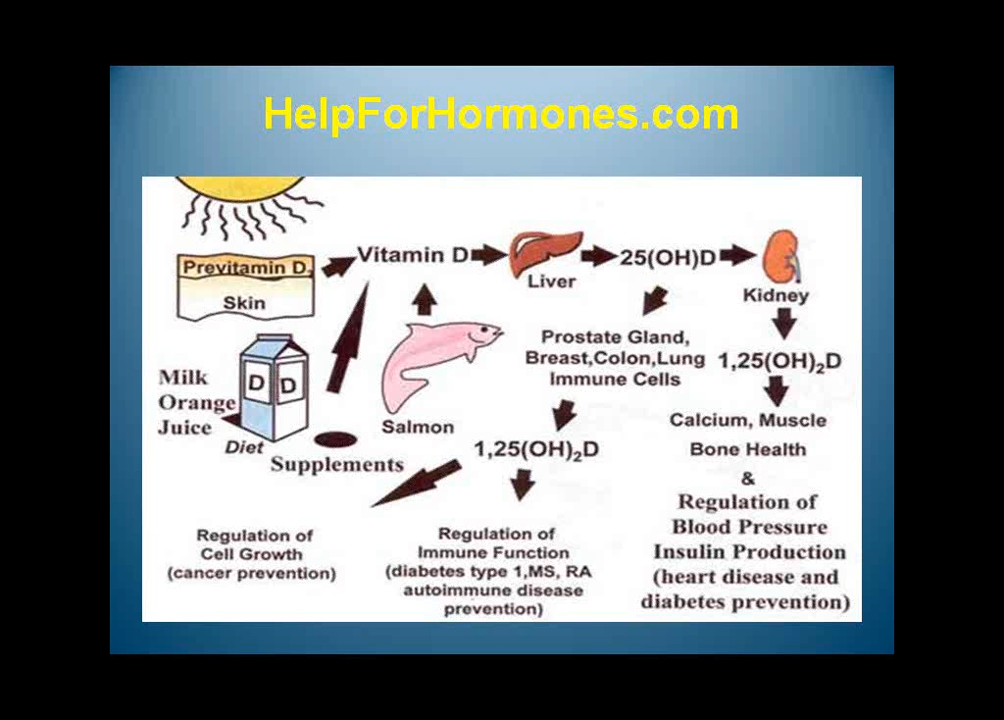 HelpForHormones.com
Previtamin D3
Skin
Vitamin D
Liver
25(OH)D
Kidney
Milk
Orange
Juice
D D
Diet
Supplements
Salmon
Prostate Gland,
Breast,Colon,Lung
Immune Cells
1,25(OH)₂D
1,25(OH)₂D
Calcium, Muscle
Bone Health
&
Regulation of
Blood Pressure
Insulin Production
(heart disease and
diabetes prevention)
Regulation of
Cell Growth
(cancer prevention)
Regulation of
Immune Function
(diabetes type 1,MS, RA
autoimmune disease
prevention)